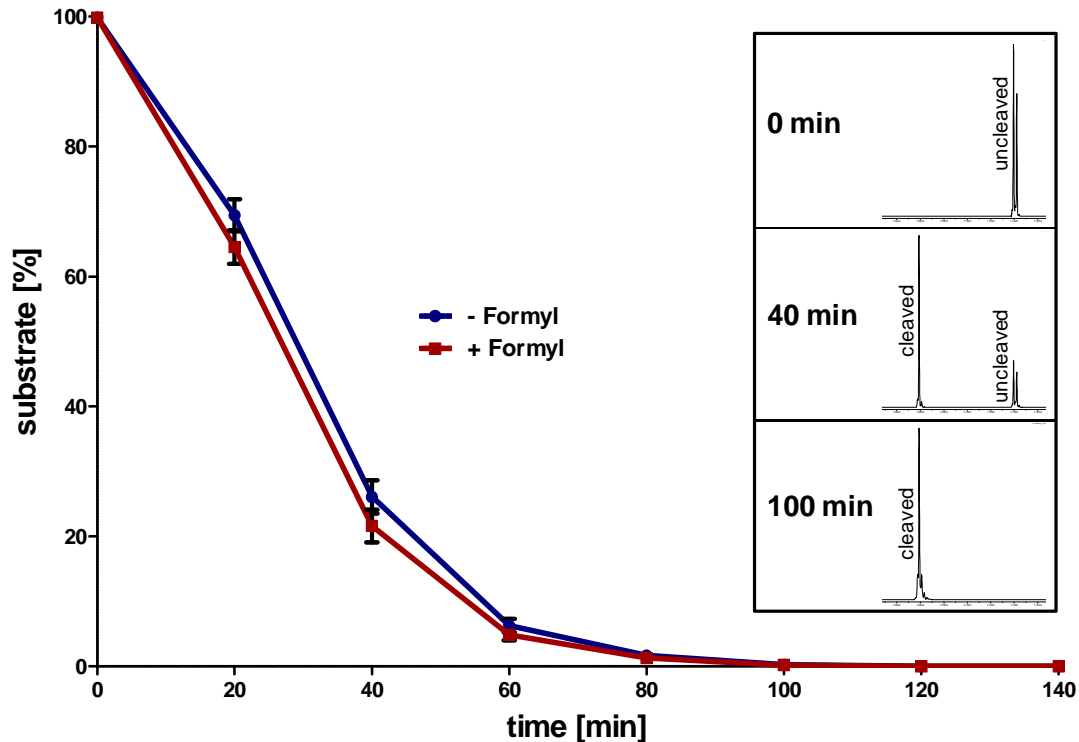 100
80
60
40
20
0
substrate [%]
0 20 40 60 80 100 120 140
time [min]
- Formyl
+ Formyl
0 min
uncleaved
40 min
cleaved
uncleaved
100 min
cleaved